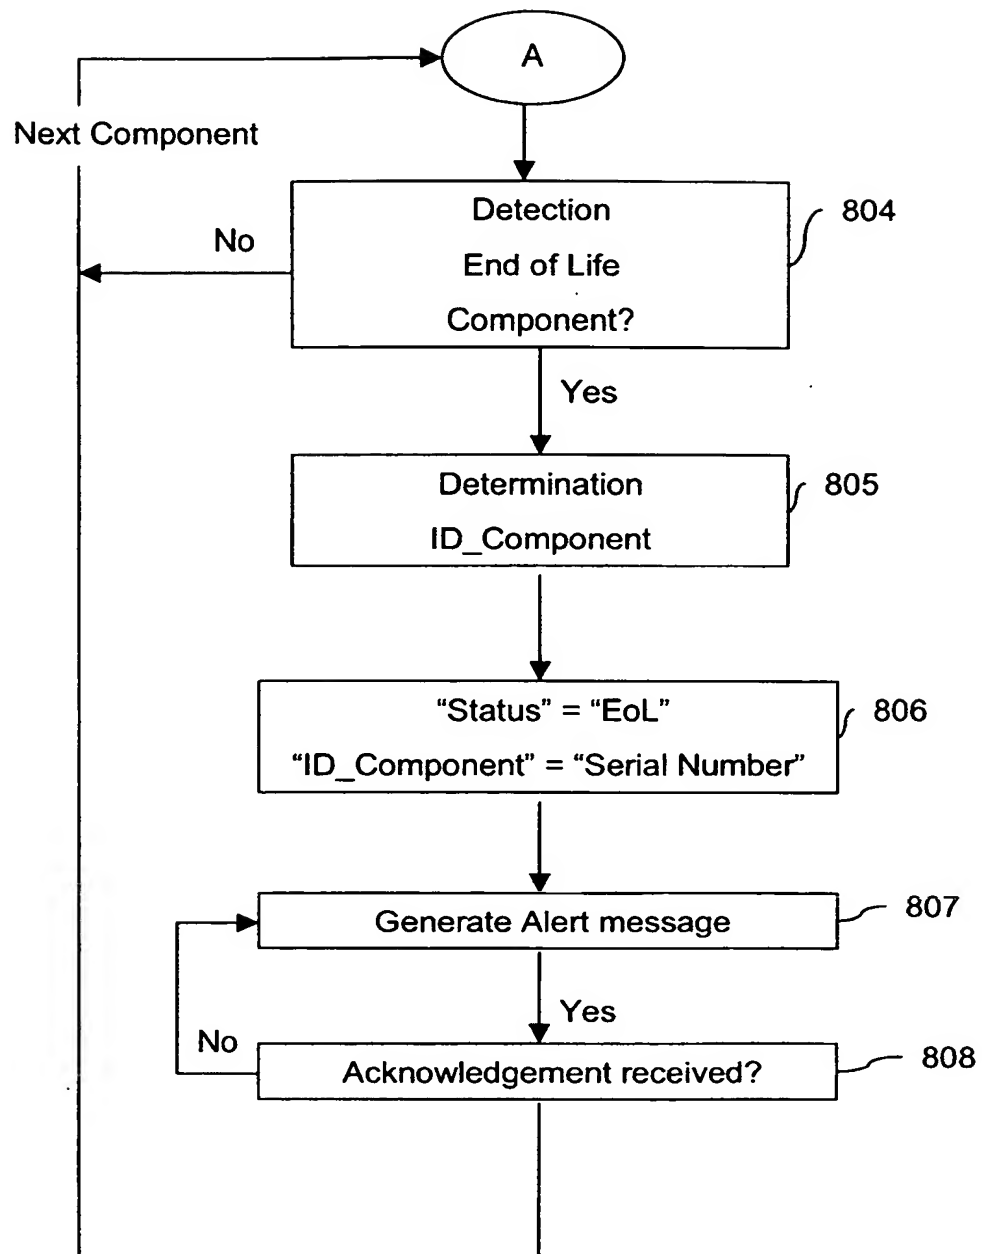 A
Next Component
Detection
End of Life
Component?
804
No
Yes
Determination
ID_Component
805
“Status” = “EoL”
“ID_Component” = “Serial Number”
806
Generate Alert message
807
Yes
No
Acknowledgement received?
808